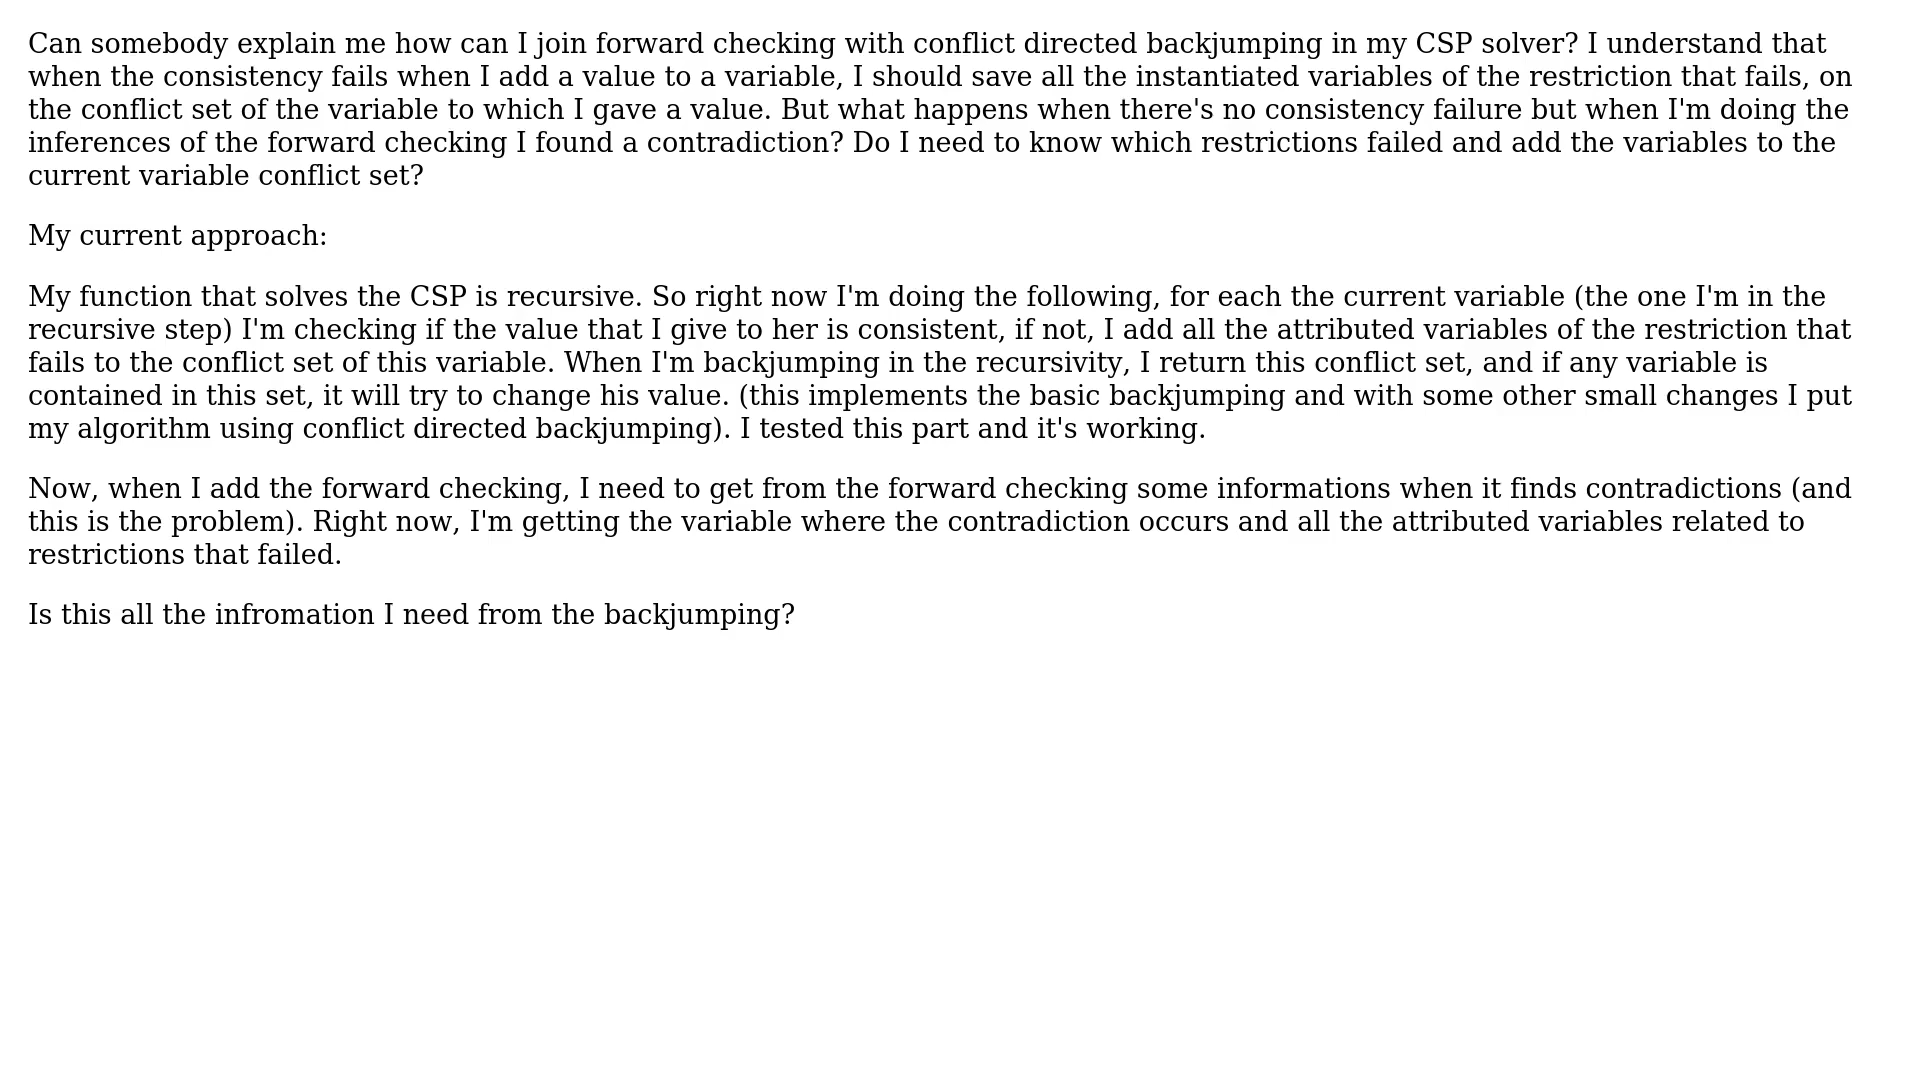 Can somebody explain me how can I join forward checking with conflict directed backjumping in my CSP solver? I understand that
when the consistency fails when I add a value to a variable, I should save all the instantiated variables of the restriction that fails, on
the conflict set of the variable to which I gave a value. But what happens when there's no consistency failure but when I'm doing the
inferences of the forward checking I found a contradiction? Do I need to know which restrictions failed and add the variables to the
current variable conflict set?
My current approach:
My function that solves the CSP is recursive. So right now I'm doing the following, for each the current variable (the one I'm in the
recursive step) I'm checking if the value that I give to her is consistent, if not, I add all the attributed variables of the restriction that
fails to the conflict set of this variable. When I'm backjumping in the recursivity, I return this conflict set, and if any variable is
contained in this set, it will try to change his value. (this implements the basic backjumping and with some other small changes I put
my algorithm using conflict directed backjumping). I tested this part and it's working.
Now, when I add the forward checking, I need to get from the forward checking some informations when it finds contradictions (and
this is the problem). Right now, I'm getting the variable where the contradiction occurs and all the attributed variables related to
restrictions that failed.
Is this all the infromation I need from the backjumping?